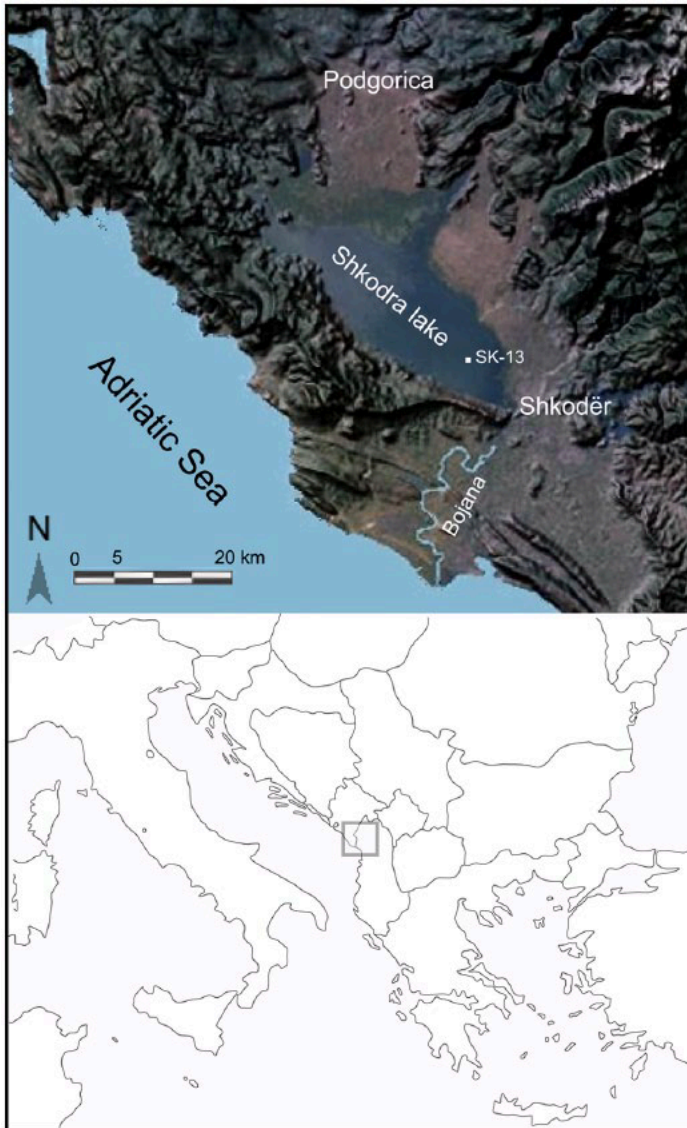 Podgorica
Shkodra lake
SK-13
Shkodër
Adriatic Sea
Bojana
N
0 5 20 km